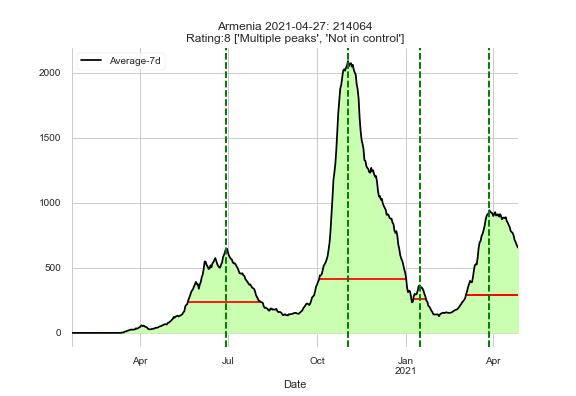 Armenia 2021-04-27: 214064
Rating:8 ['Multiple peaks', 'Not in control']
Average-7d
2000
1500
1000
500
0
Apr
Jul
Oct
Jan
2021
Apr
Date